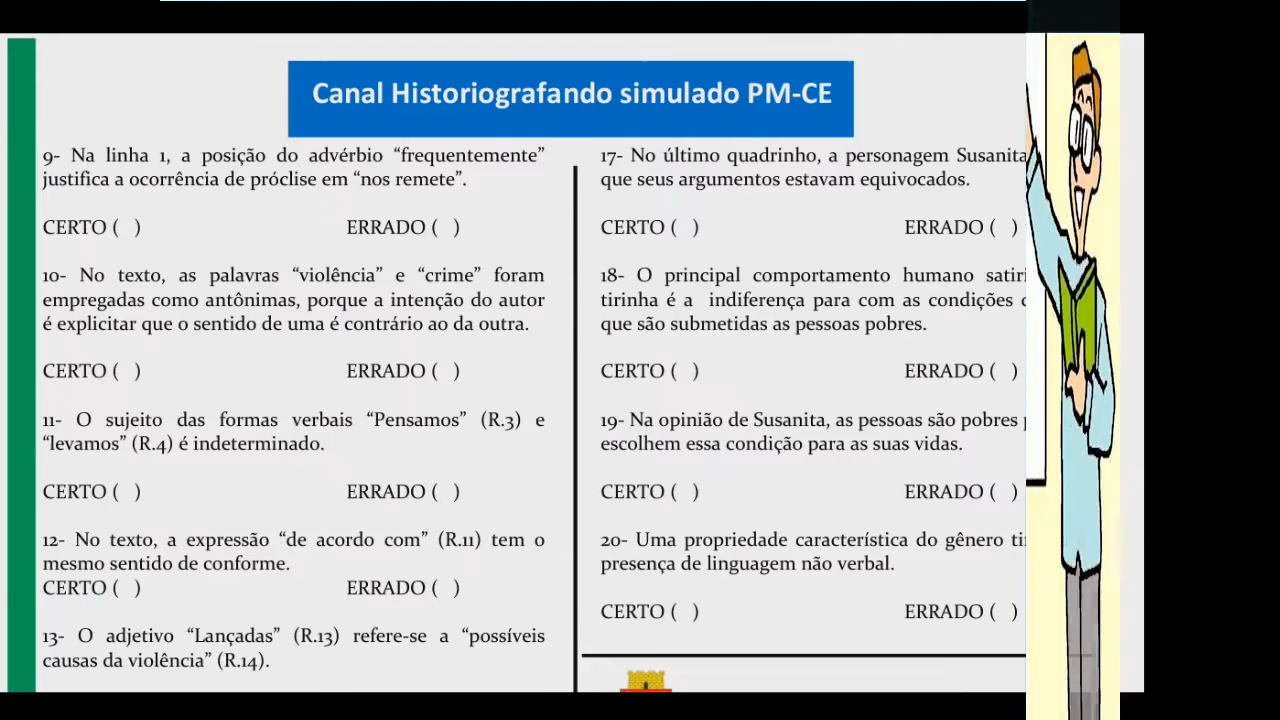 Canal Historiografando simulado PM-CE
9- Na linha 1, a posição do advérbio “frequentemente”
justifica a ocorrência de próclise em “nos remete”.
CERTO ( ) ERRADO ( )
10- No texto, as palavras “violência” e “crime” foram
empregadas como antônimas, porque a intenção do autor
é explicitar que o sentido de uma é contrário ao da outra.
CERTO ( ) ERRADO ( )
11- O sujeito das formas verbais “Pensamos” (R.3) e
“levamos” (R.4) é indeterminado.
CERTO ( ) ERRADO ( )
12- No texto, a expressão “de acordo com” (R.11) tem o
mesmo sentido de conforme.
CERTO ( ) ERRADO ( )
13- O adjetivo “Lançadas” (R.13) refere-se a “possíveis
causas da violência” (R.14).
17- No último quadrinho, a personagem Susanita
que seus argumentos estavam equivocados.
CERTO ( ) ERRADO ( )
18- O principal comportamento humano
tirinha é a indiferença para com as condições
que são submetidas as pessoas pobres.
CERTO ( ) ERRADO ( )
19- Na opinião de Susanita, as pessoas são pobres
escolhem essa condição para as suas vidas.
CERTO ( ) ERRADO ( )
20- Uma propriedade característica do gênero
presença de linguagem não verbal.
CERTO ( ) ERRADO ( )